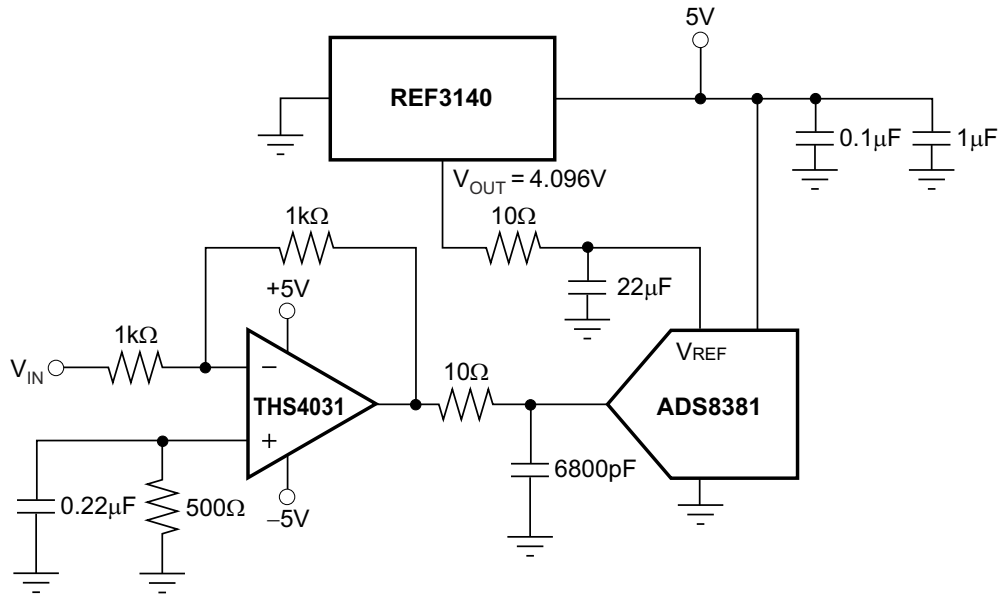 5V
REF3140
0.1μF
1μF
V_OUT = 4.096V
1kΩ
10Ω
22μF
+5V
1kΩ
V_IN
−
THS4031
+
10Ω
VREF
ADS8381
6800pF
0.22μF
500Ω
−5V